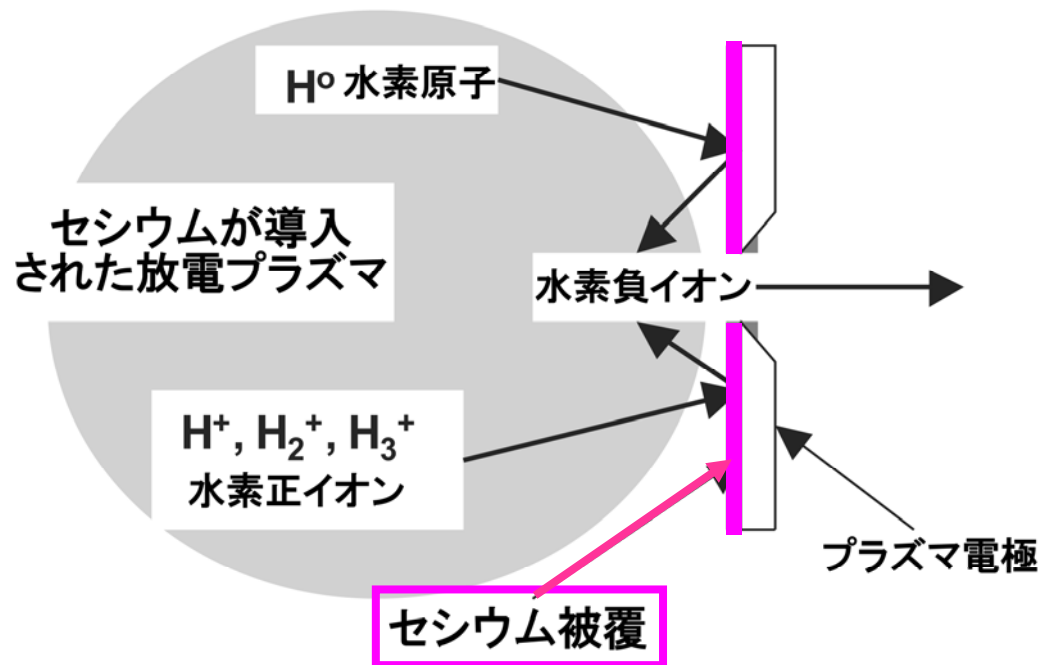 H⁰ 水素原子
セシウムが導入
された放電プラズマ
水素負イオン
H⁺, H₂⁺, H₃⁺
水素正イオン
プラズマ電極
セシウム被覆